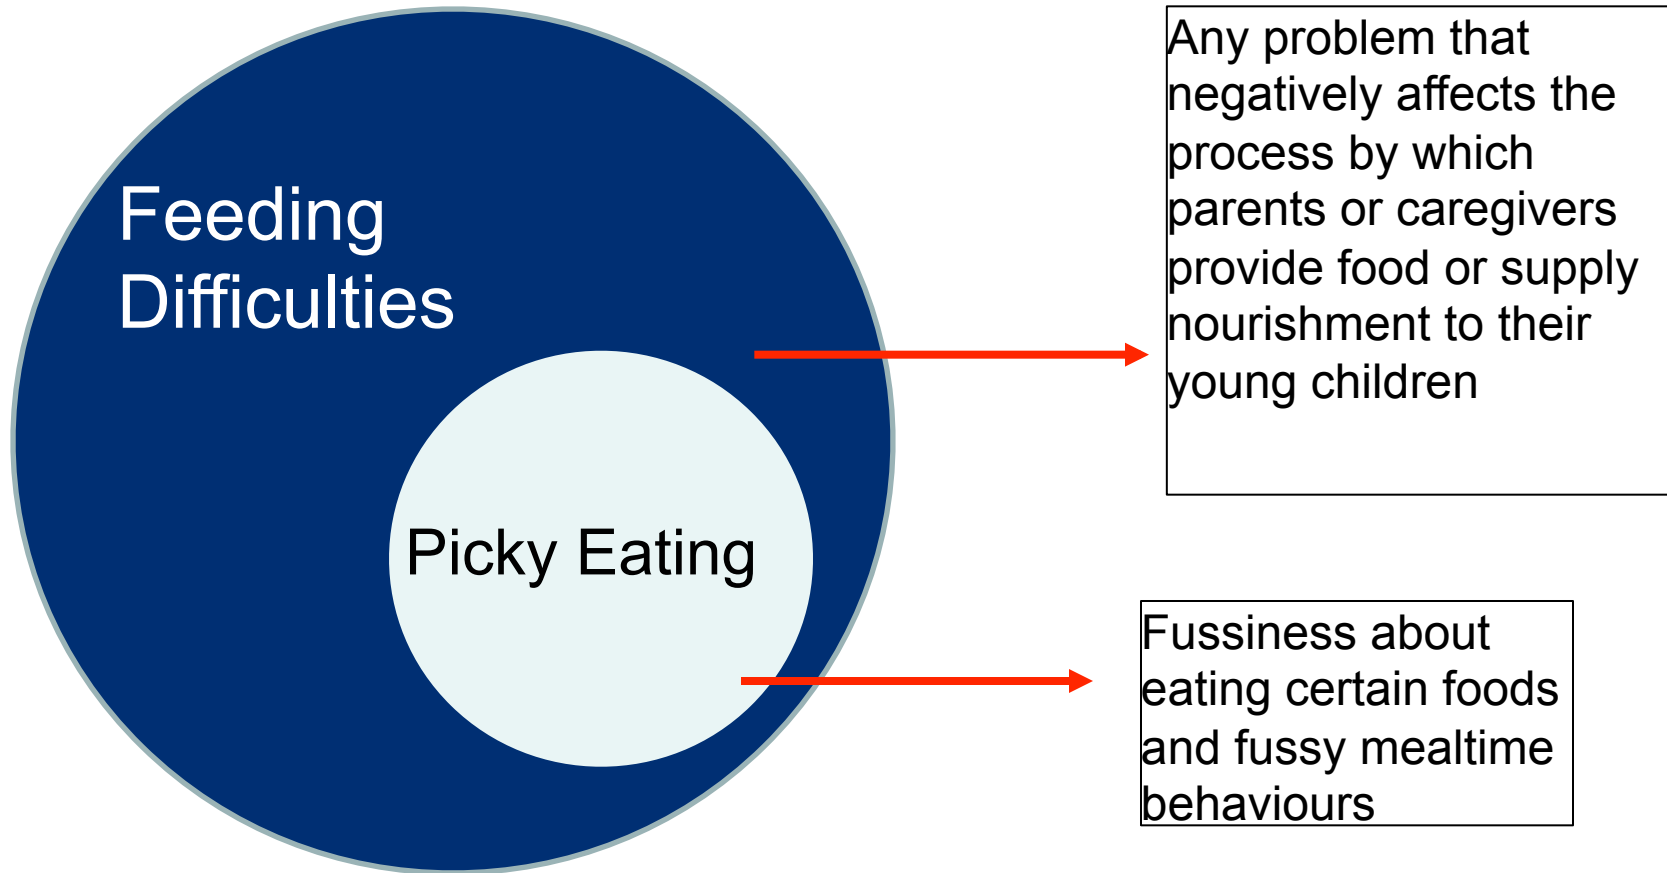 Feeding
Difficulties
Picky Eating
Any problem that
negatively affects the
process by which
parents or caregivers
provide food or supply
nourishment to their
young children
Fussiness about
eating certain foods
and fussy mealtime
behaviours